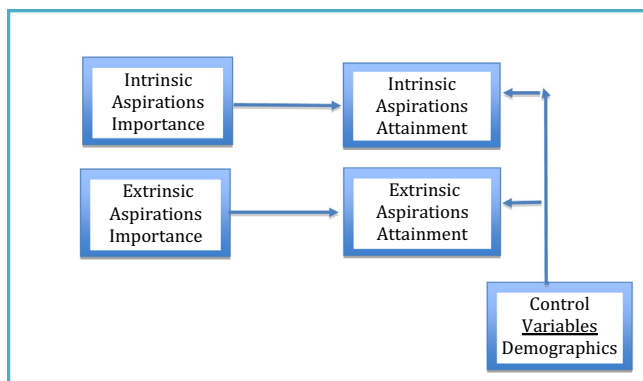 Intrinsic
Aspirations
Importance
Intrinsic
Aspirations
Attainment
Extrinsic
Aspirations
Importance
Extrinsic
Aspirations
Attainment
Control
Variables
Demographics